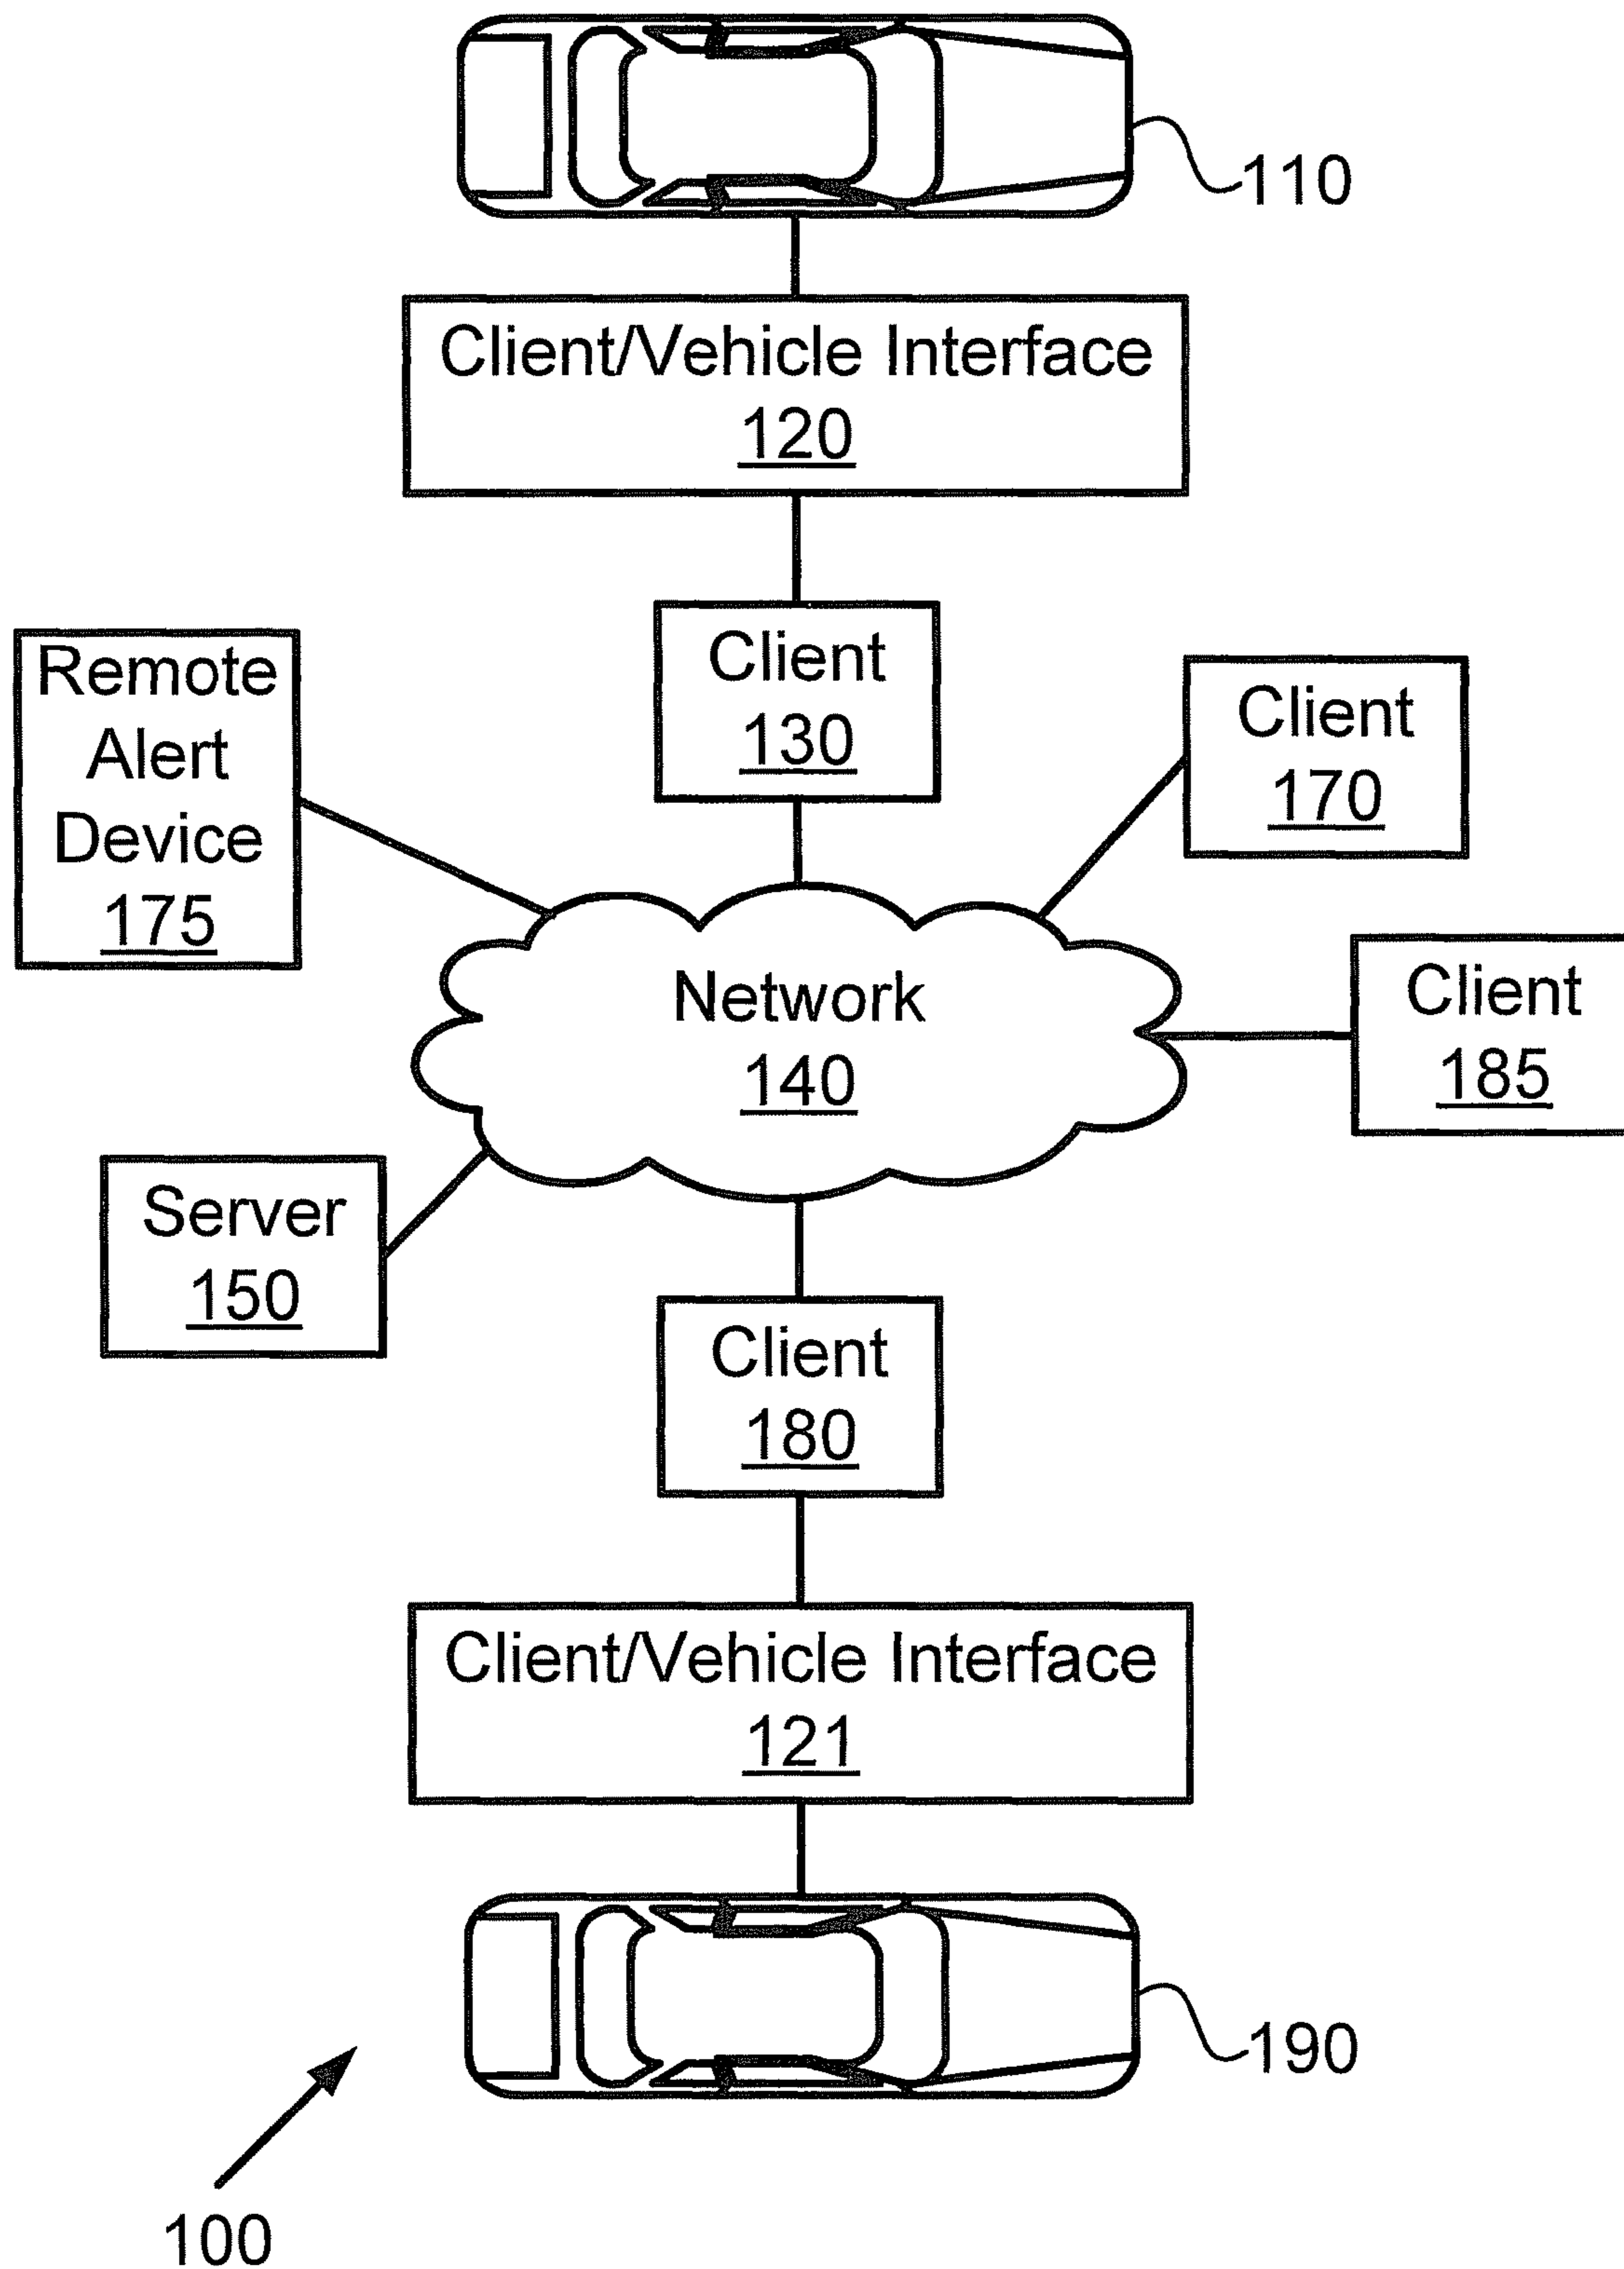 110
Client/Vehicle Interface
120
Client
130
Remote
Alert
Device
175
Client
170
Network
140
Client
185
Server
150
Client
180
Client/Vehicle Interface
121
190
100